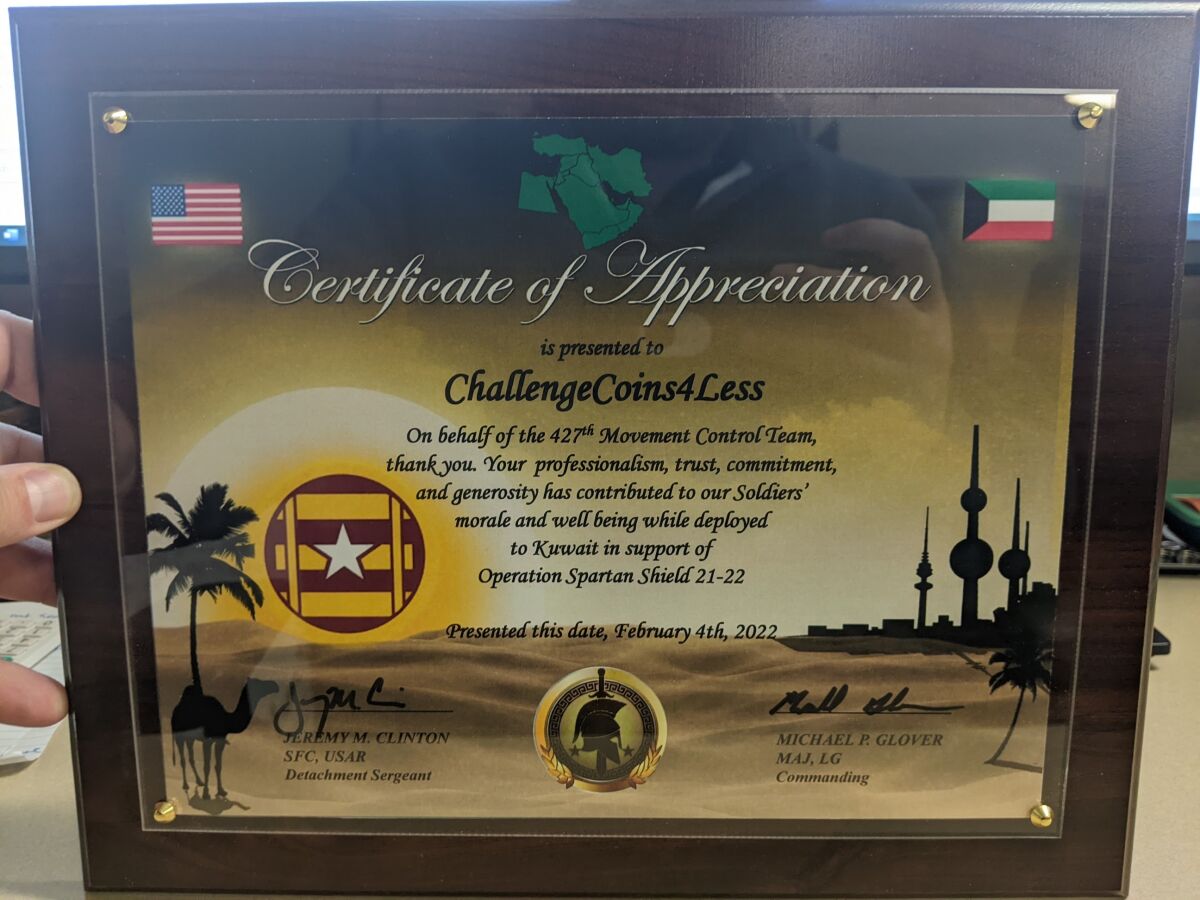 Certificate of Appreciation
is presented to
ChallengeCoins4Less
On behalf of the 427th Movement Control Team,
thank you. Your professionalism, trust, commitment,
and generosity has contributed to our Soldiers'
morale and well being while deployed
to Kuwait in support of
Operation Spartan Shield 21-22
Presented this date, February 4th, 2022
JEREMY M. CLINTON
SFC, USAR
Detachment Sergeant
MICHAEL P. GLOVER
MAJ, LG
Commanding